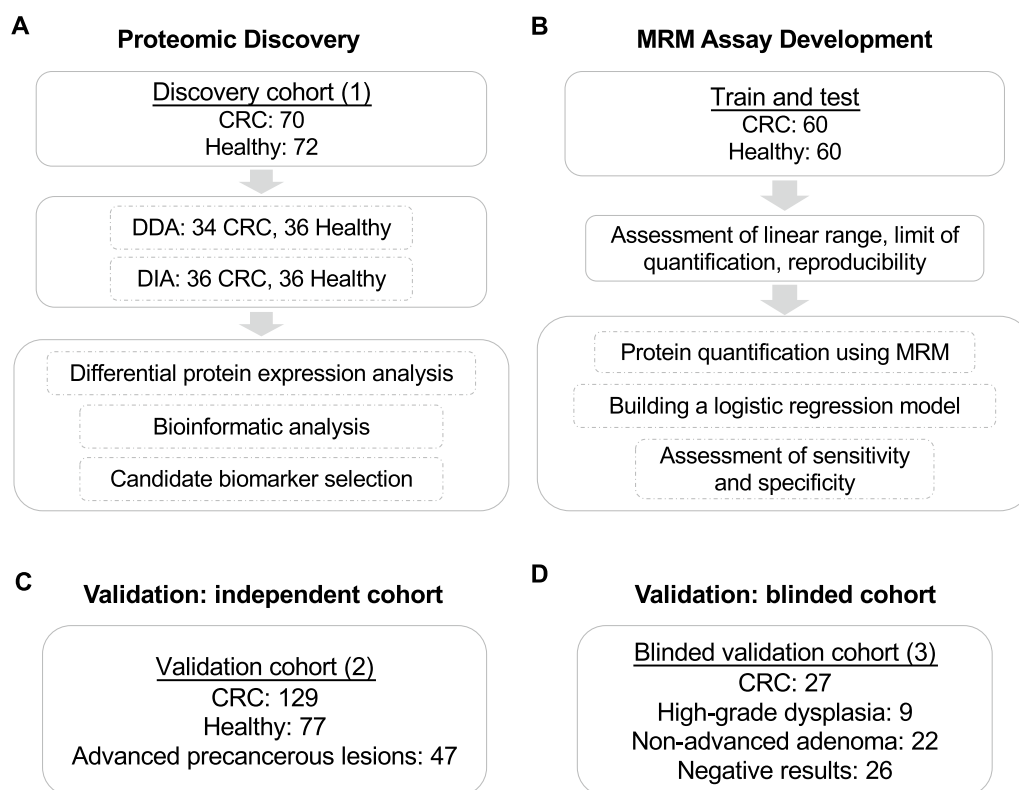 A
Proteomic Discovery
Discovery cohort (1)
CRC: 70
Healthy: 72
DDA: 34 CRC, 36 Healthy
DIA: 36 CRC, 36 Healthy
Differential protein expression analysis
Bioinformatic analysis
Candidate biomarker selection
B
MRM Assay Development
Train and test
CRC: 60
Healthy: 60
Assessment of linear range, limit of
quantification, reproducibility
Protein quantification using MRM
Building a logistic regression model
Assessment of sensitivity
and specificity
C
Validation: independent cohort
Validation cohort (2)
CRC: 129
Healthy: 77
Advanced precancerous lesions: 47
D
Validation: blinded cohort
Blinded validation cohort (3)
CRC: 27
High-grade dysplasia: 9
Non-advanced adenoma: 22
Negative results: 26